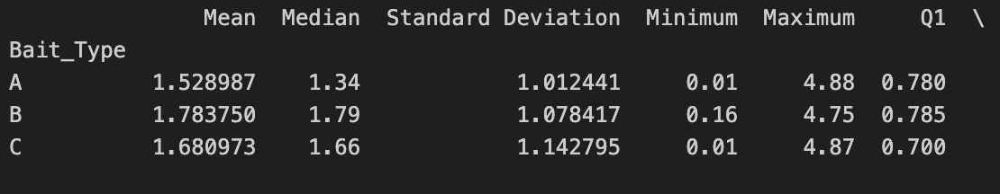 Mean Median Standard Deviation Minimum Maximum Q1 \
Bait_Type
A 1.528987 1.34 1.012441 0.01 4.88 0.780
B 1.783750 1.79 1.078417 0.16 4.75 0.785
C 1.680973 1.66 1.142795 0.01 4.87 0.700